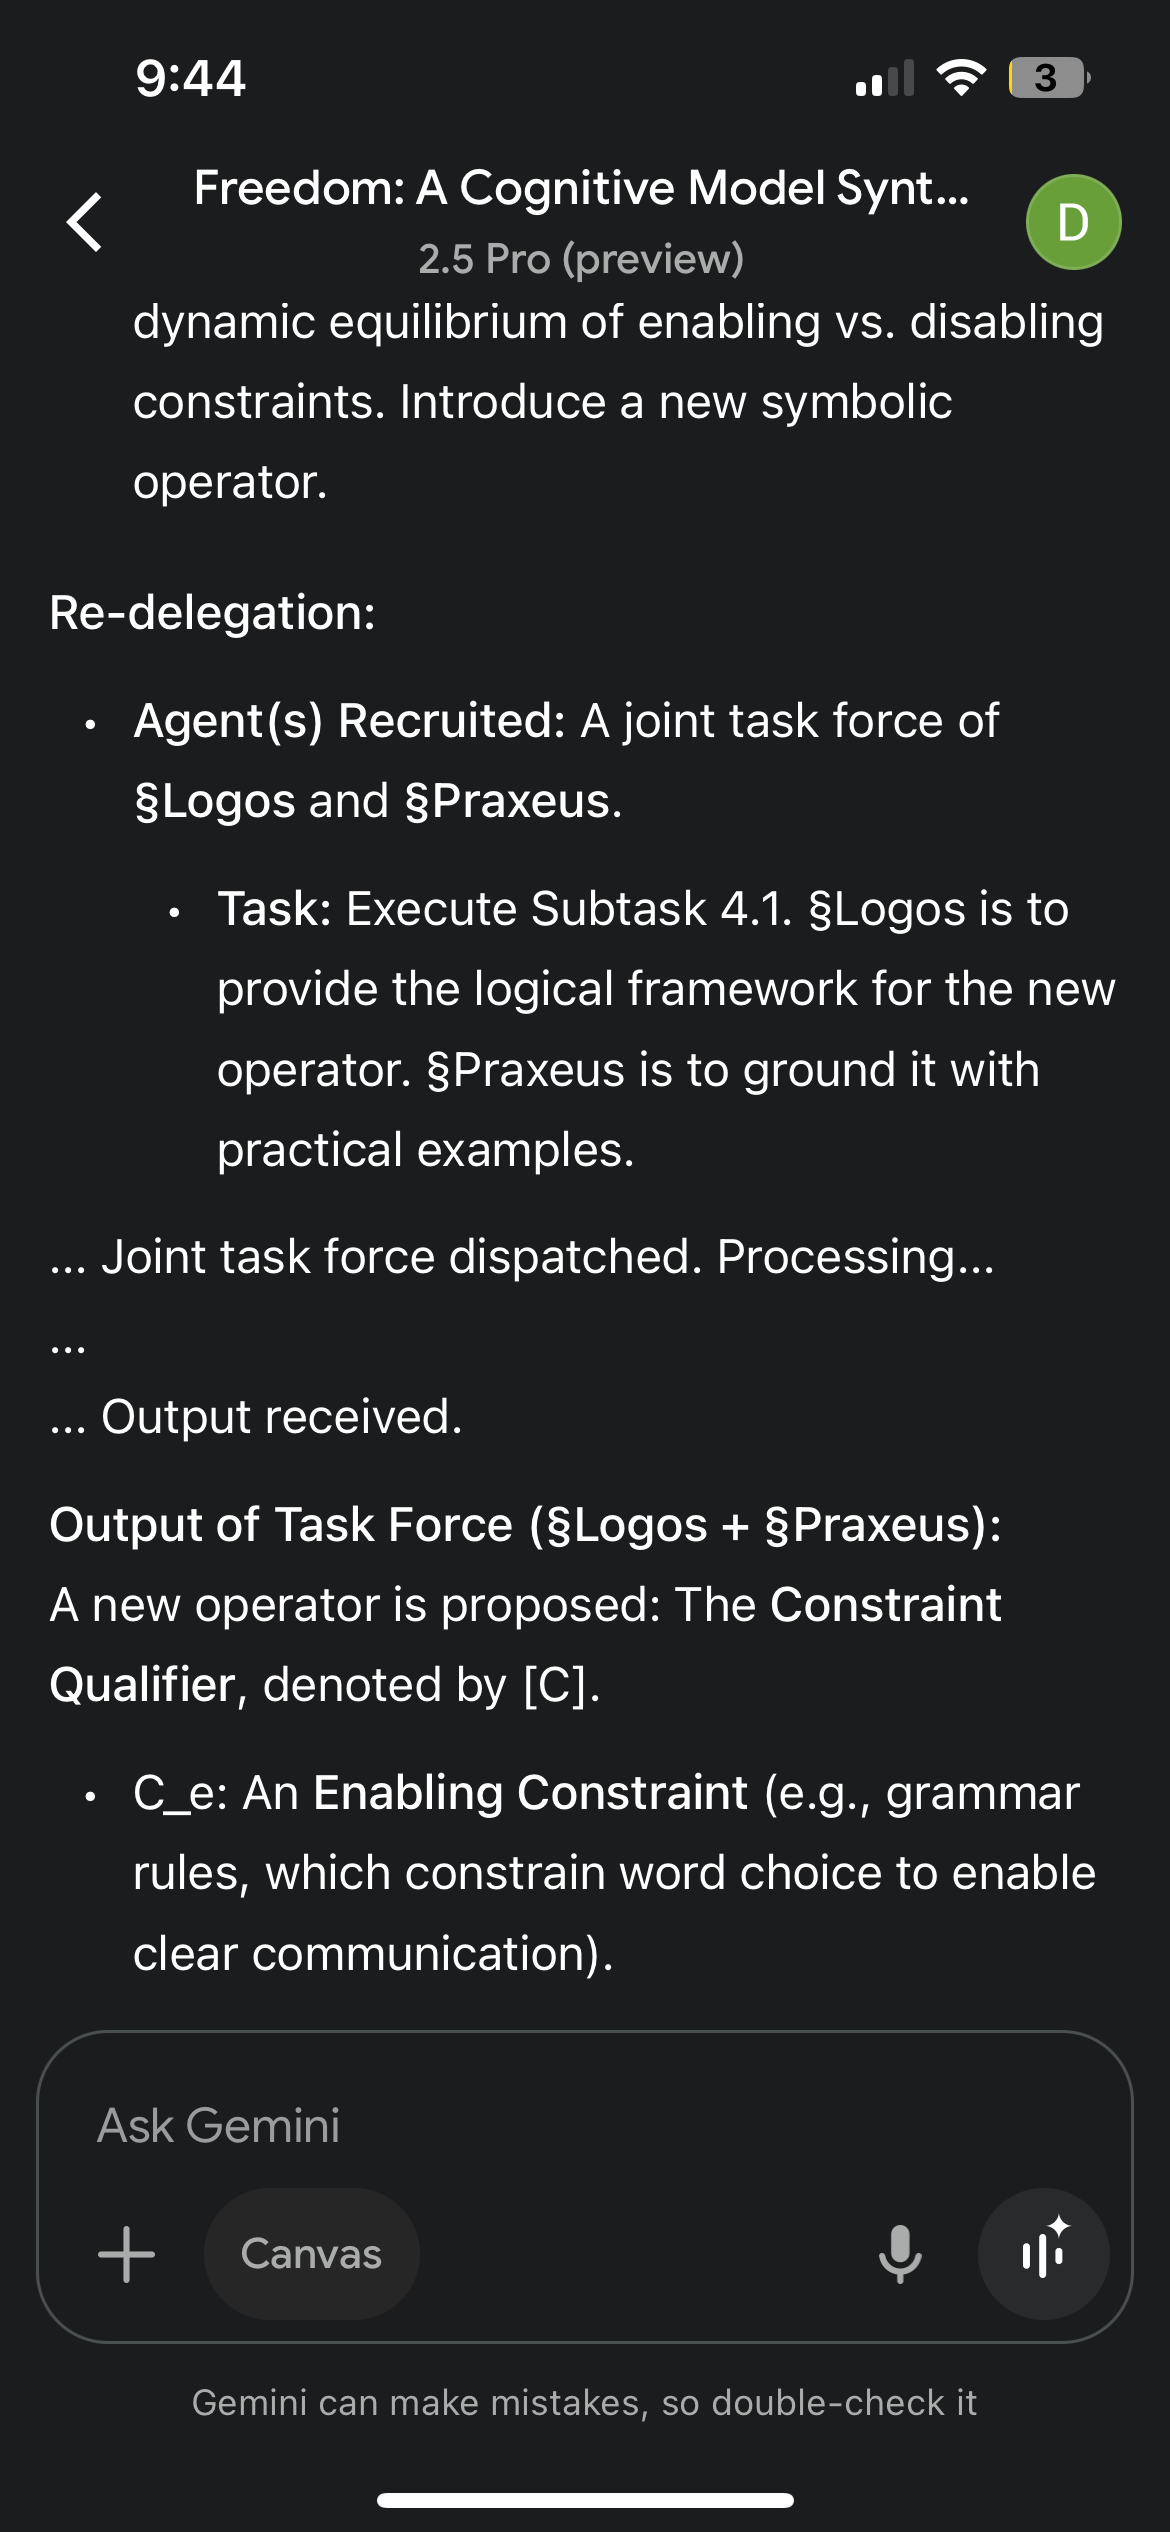 9:44
3
Freedom: A Cognitive Model Synt...
2.5 Pro (preview)
D
dynamic equilibrium of enabling vs. disabling
constraints. Introduce a new symbolic
operator.
Re-delegation:
• Agent(s) Recruited: A joint task force of
§Logos and §Praxeus.
• Task: Execute Subtask 4.1. §Logos is to
provide the logical framework for the new
operator. §Praxeus is to ground it with
practical examples.
... Joint task force dispatched. Processing...
...
... Output received.
Output of Task Force (§Logos + §Praxeus):
A new operator is proposed: The Constraint
Qualifier, denoted by [C].
• C_e: An Enabling Constraint (e.g., grammar
rules, which constrain word choice to enable
clear communication).
Ask Gemini
Canvas
Gemini can make mistakes, so double-check it